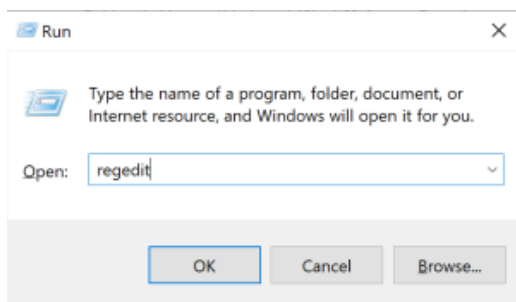 Run
Type the name of a program, folder, document, or
Internet resource, and Windows will open it for you.
Open: regedit
OK Cancel Browse...